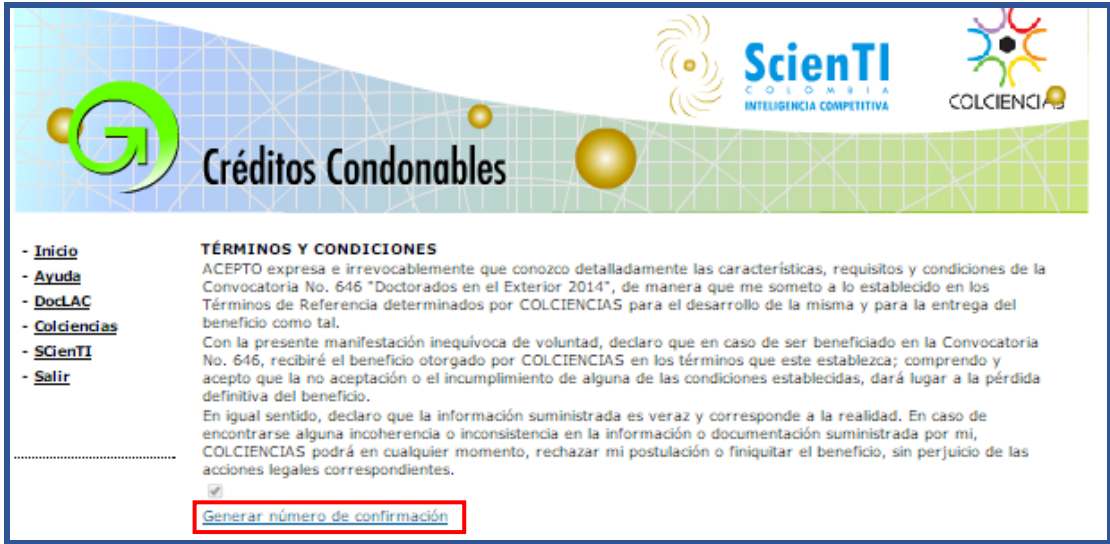 ScienTI
COLOMBIA
INTELIGENCIA COMPETITIVA
COLCIENCIAS
Créditos Condonables
- Inicio
- Ayuda
- DocLAC
- Colciencias
- SCienTI
- Salir
TÉRMINOS Y CONDICIONES
ACEPTO expresa e irrevocablemente que conozco detalladamente las características, requisitos y condiciones de la
Convocatoria No. 646 "Doctorados en el Exterior 2014", de manera que me someto a lo establecido en los
Términos de Referencia determinados por COLCIENCIAS para el desarrollo de la misma y para la entrega del
beneficio como tal.
Con la presente manifestación inequívoca de voluntad, declaro que en caso de ser beneficiado en la Convocatoria
No. 646, recibiré el beneficio otorgado por COLCIENCIAS en los términos que este establezca; comprendo y
acepto que la no aceptación o el incumplimiento de alguna de las condiciones establecidas, dará lugar a la pérdida
definitiva del beneficio.
En igual sentido, declaro que la información suministrada es veraz y corresponde a la realidad. En caso de
encontrarse alguna incoherencia o inconsistencia en la información o documentación suministrada por mi,
COLCIENCIAS podrá en cualquier momento, rechazar mi postulación o finiquitar el beneficio, sin perjuicio de las
acciones legales correspondientes.
Generar número de confirmación